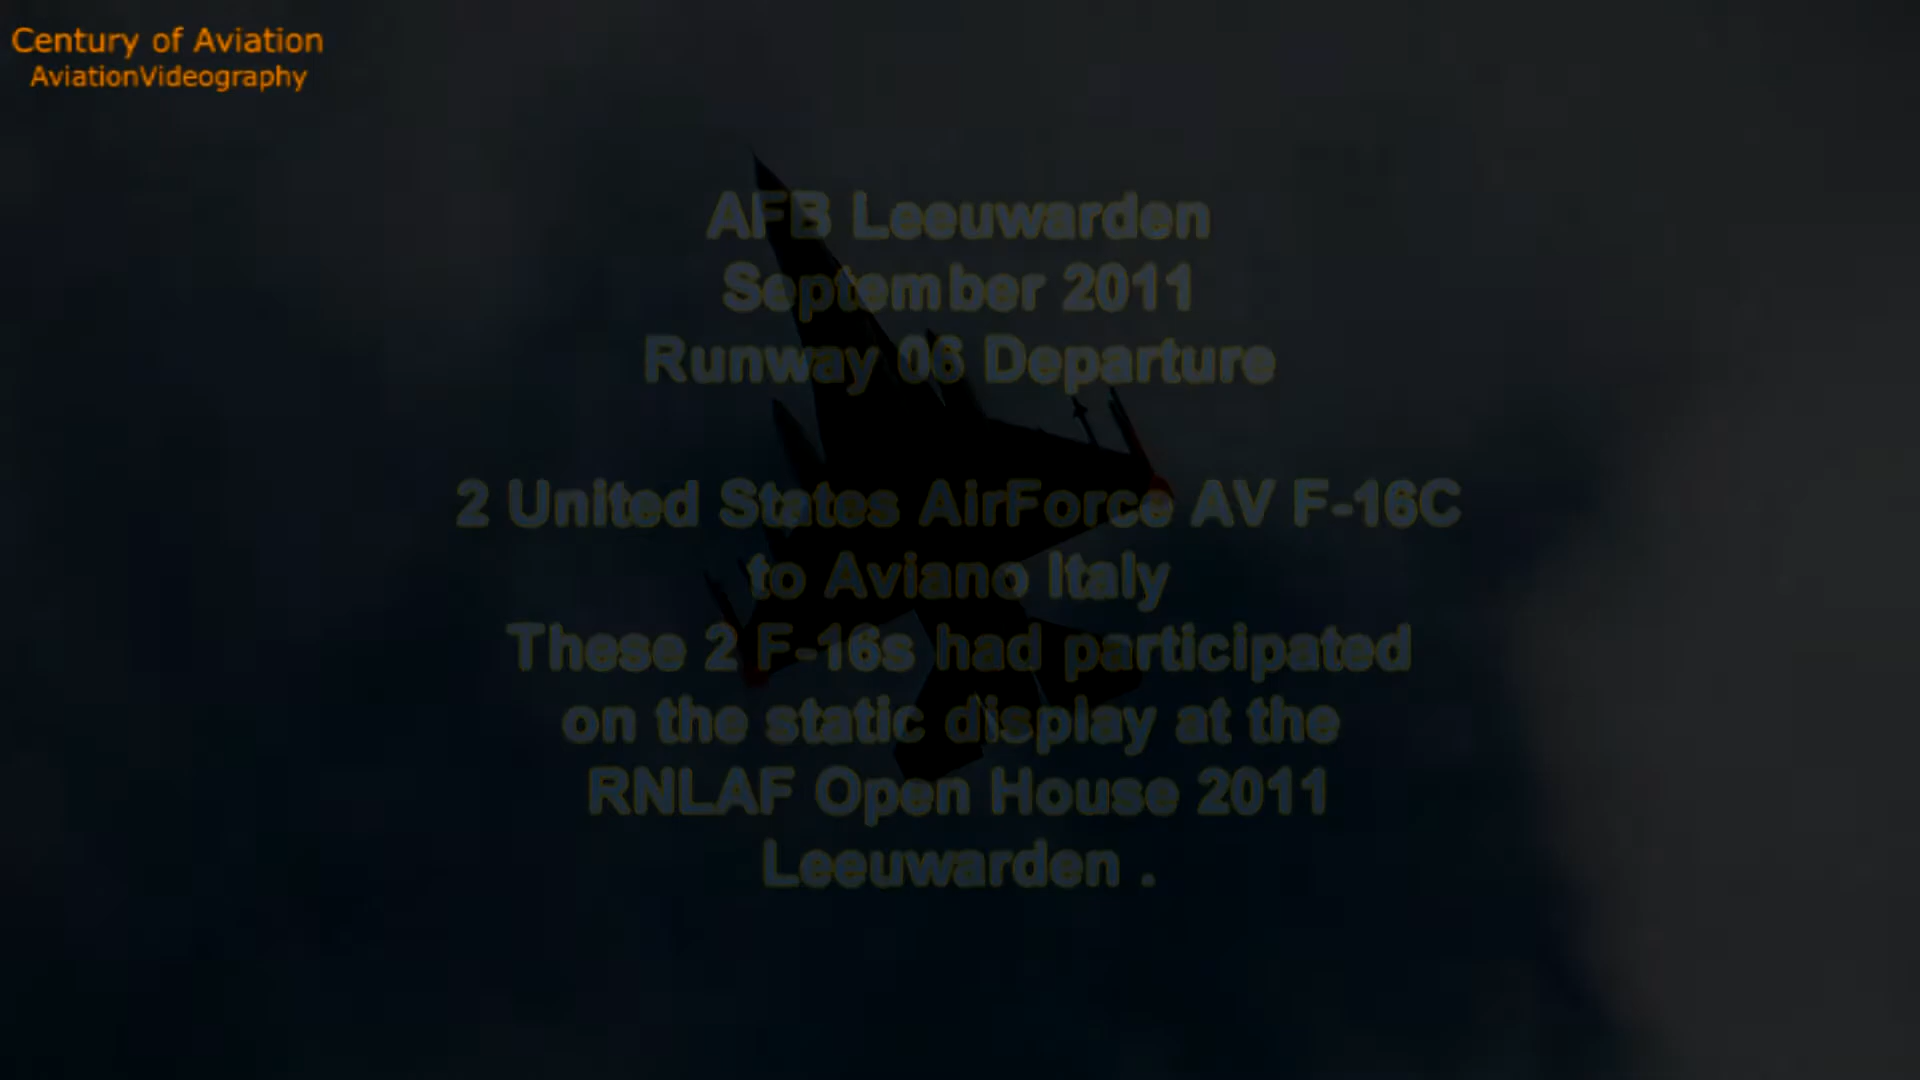 Century of Aviation
AviationVideography
AFB Leeuwarden
September 2011
Runway 06 Departure
2 United States AirForce AV F-16C
to Aviano Italy
These 2 F-16s had participated
on the static display at the
RNLAF Open House 2011
Leeuwarden .